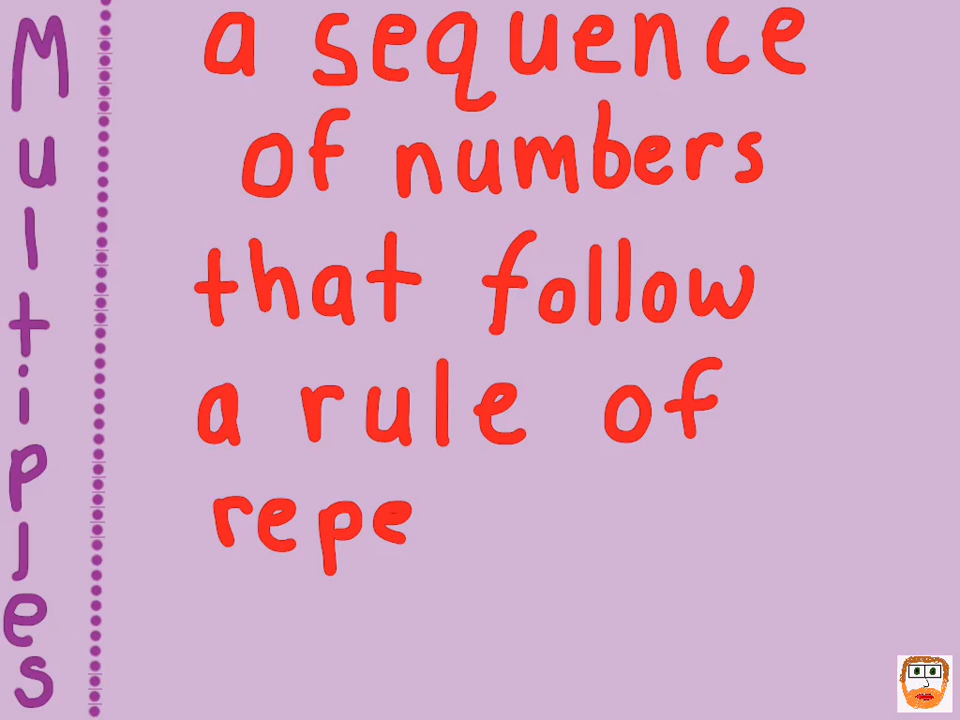 Multiples
a sequence
of numbers
that follow
a rule of
repe